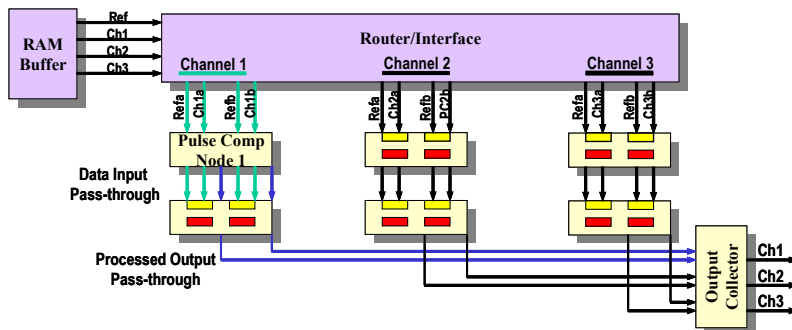 Ref
Ch1
Ch2
Ch3
RAM
Buffer
Router/Interface
Channel 1
Channel 2
Channel 3
Refa
Ch1a
Refb
Ch1b
Refa
Ch2a
Refb
PC2b
Refa
Ch3a
Refb
Ch3b
Pulse Comp
Node 1
Data Input
Pass-through
Processed Output
Pass-through
Output
Collector
Ch1
Ch2
Ch3